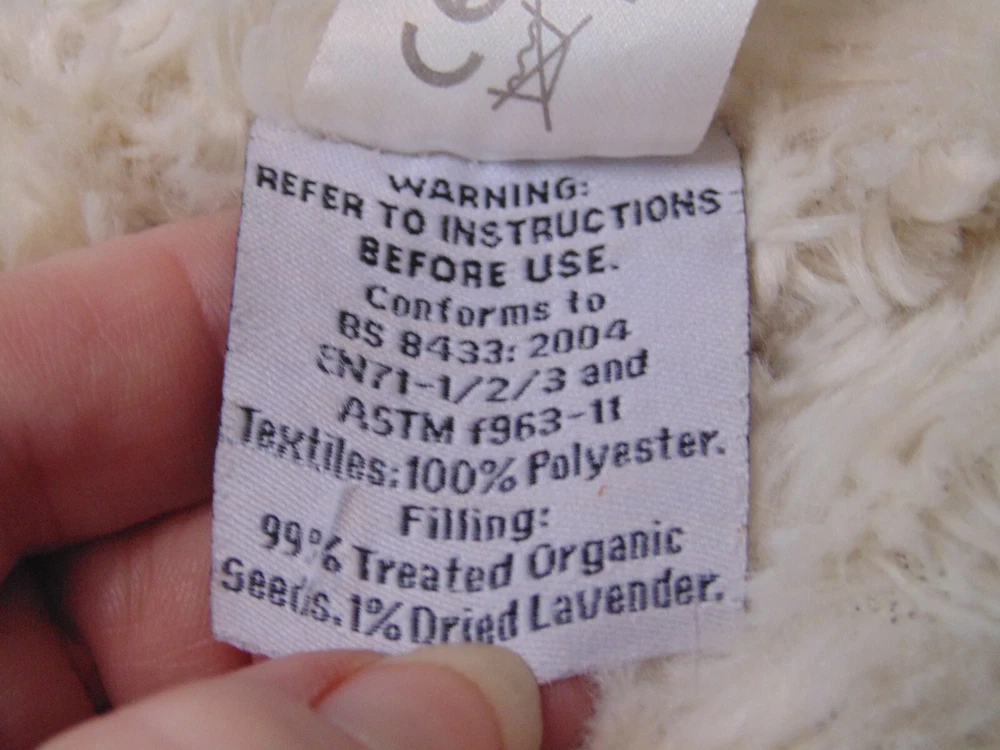 CE
WARNING:
REFER TO INSTRUCTIONS
BEFORE USE.
Conforms to
BS 8433: 2004
EN71-1/2/3 and
ASTM f963-11
Textiles:100% Polyester.
Filling:
99% Treated Organic
Seeds.1% Dried Lavender.